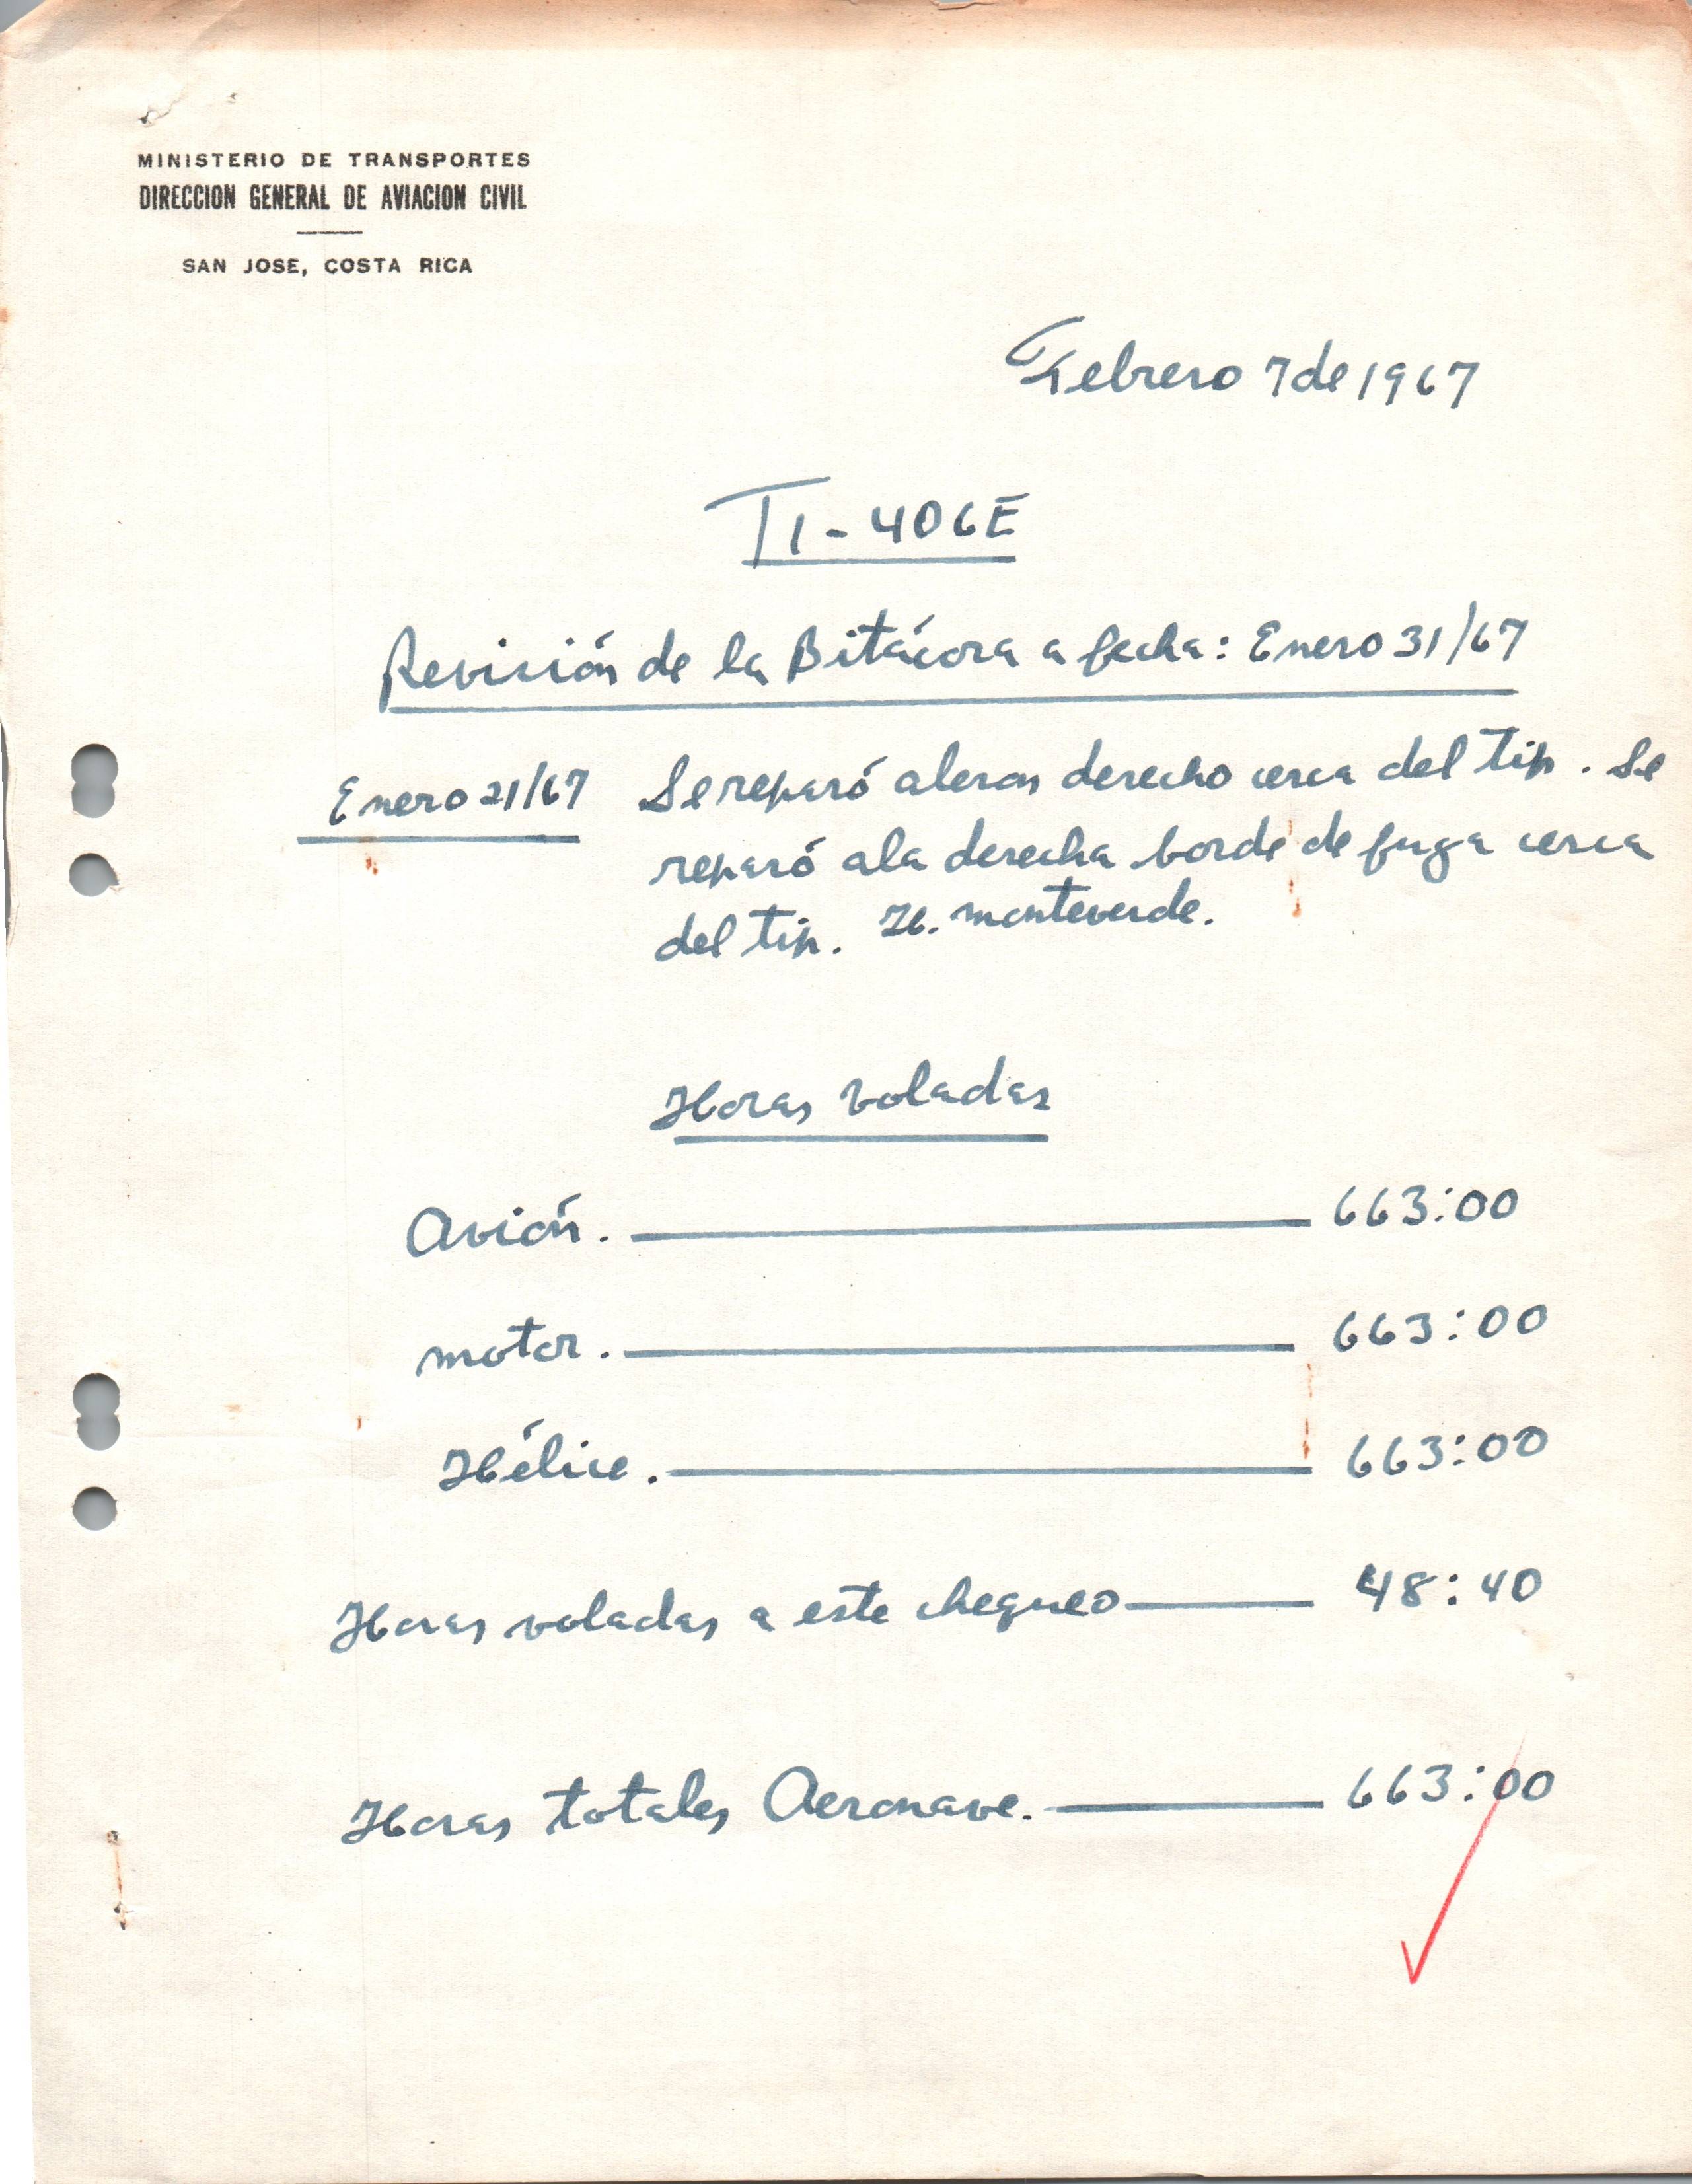 MINISTERIO DE TRANSPORTES
DIRECCION GENERAL DE AVIACION CIVIL
SAN JOSE, COSTA RICA
Febrero 7 de 1967
TI-406E
Revisión de la Bitácora a fecha: Enero 31/67
Enero 21/67 Se reparó aleron derecho cerca del tip. Se
reparó ala derecha borde de fuga cerca
del tip. H. Monteverde.
Horas voladas
Avión. 663:00
Motor. 663:00
Hélice. 663:00
Horas voladas a este chequeo 48:40
Horas totales Aeronave. 663:00